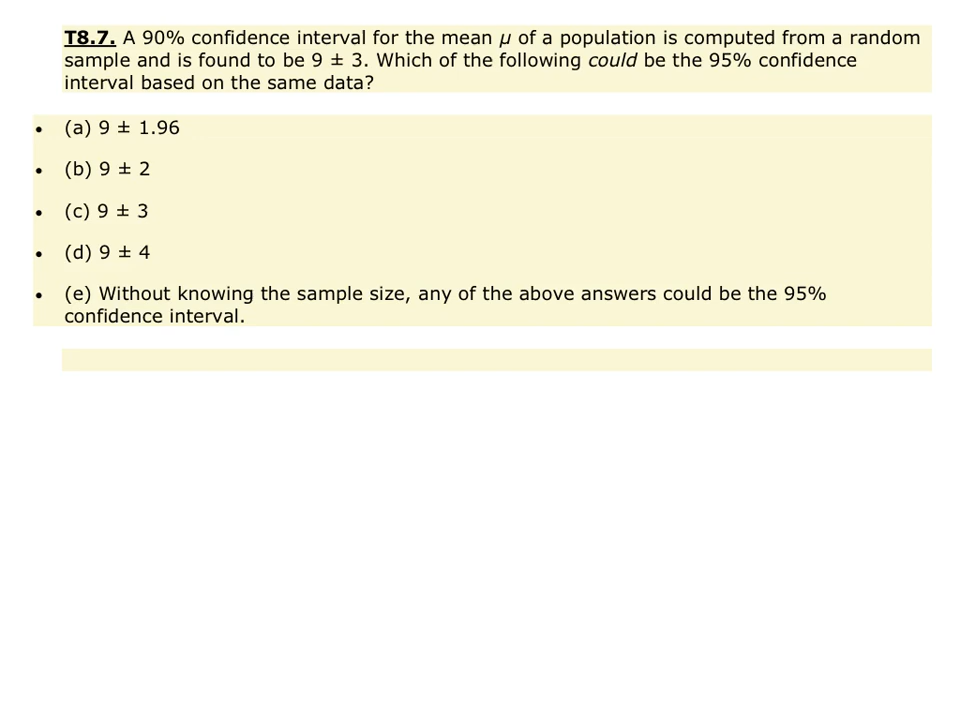 T8.7. A 90% confidence interval for the mean μ of a population is computed from a random
sample and is found to be 9 ± 3. Which of the following could be the 95% confidence
interval based on the same data?
• (a) 9 ± 1.96
• (b) 9 ± 2
• (c) 9 ± 3
• (d) 9 ± 4
• (e) Without knowing the sample size, any of the above answers could be the 95%
confidence interval.